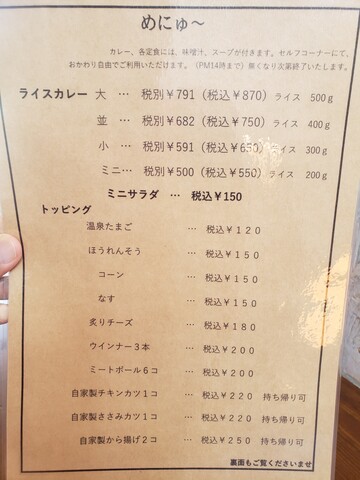 めにゅ～
カレー、各定食には、味噌汁、スープが付きます。セルフコーナーにて、
おかわり自由でご利用いただけます。（PM14時まで）無くなり次第終了いたします。
ライスカレー 大 … 税別￥791（税込￥870）ライス 500g
並 … 税別￥682（税込￥750）ライス 400g
小 … 税別￥591（税込￥650）ライス 300g
ミニ… 税別￥500（税込￥550）ライス 200g
ミニサラダ … 税込￥150
トッピング
温泉たまご … 税込￥120
ほうれんそう … 税込￥150
コーン … 税込￥150
なす … 税込￥150
炙りチーズ … 税込￥180
ウインナー３本 … 税込￥200
ミートボール６コ … 税込￥200
自家製チキンカツ１コ … 税込￥220 持ち帰り可
自家製ささみカツ１コ … 税込￥220 持ち帰り可
自家製から揚げ２コ … 税込￥250 持ち帰り可
裏面もご覧くださいませ